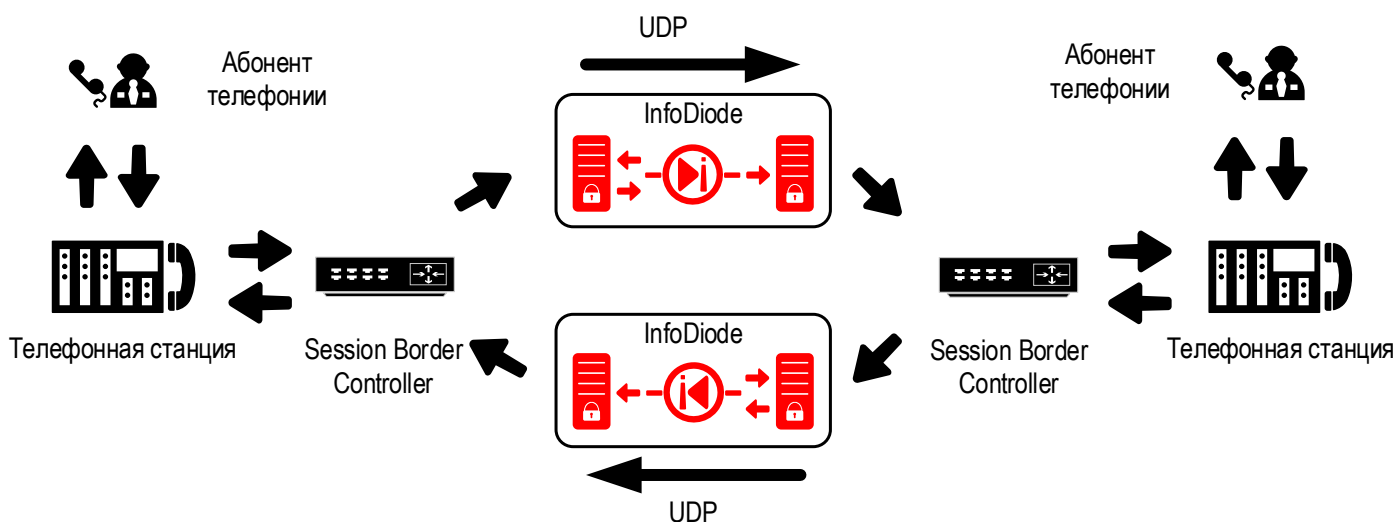 UDP
Абонент
телефонии
Абонент
телефонии
InfoDiode
Телефонная станция
Session Border
Controller
InfoDiode
Session Border
Controller
Телефонная станция
UDP